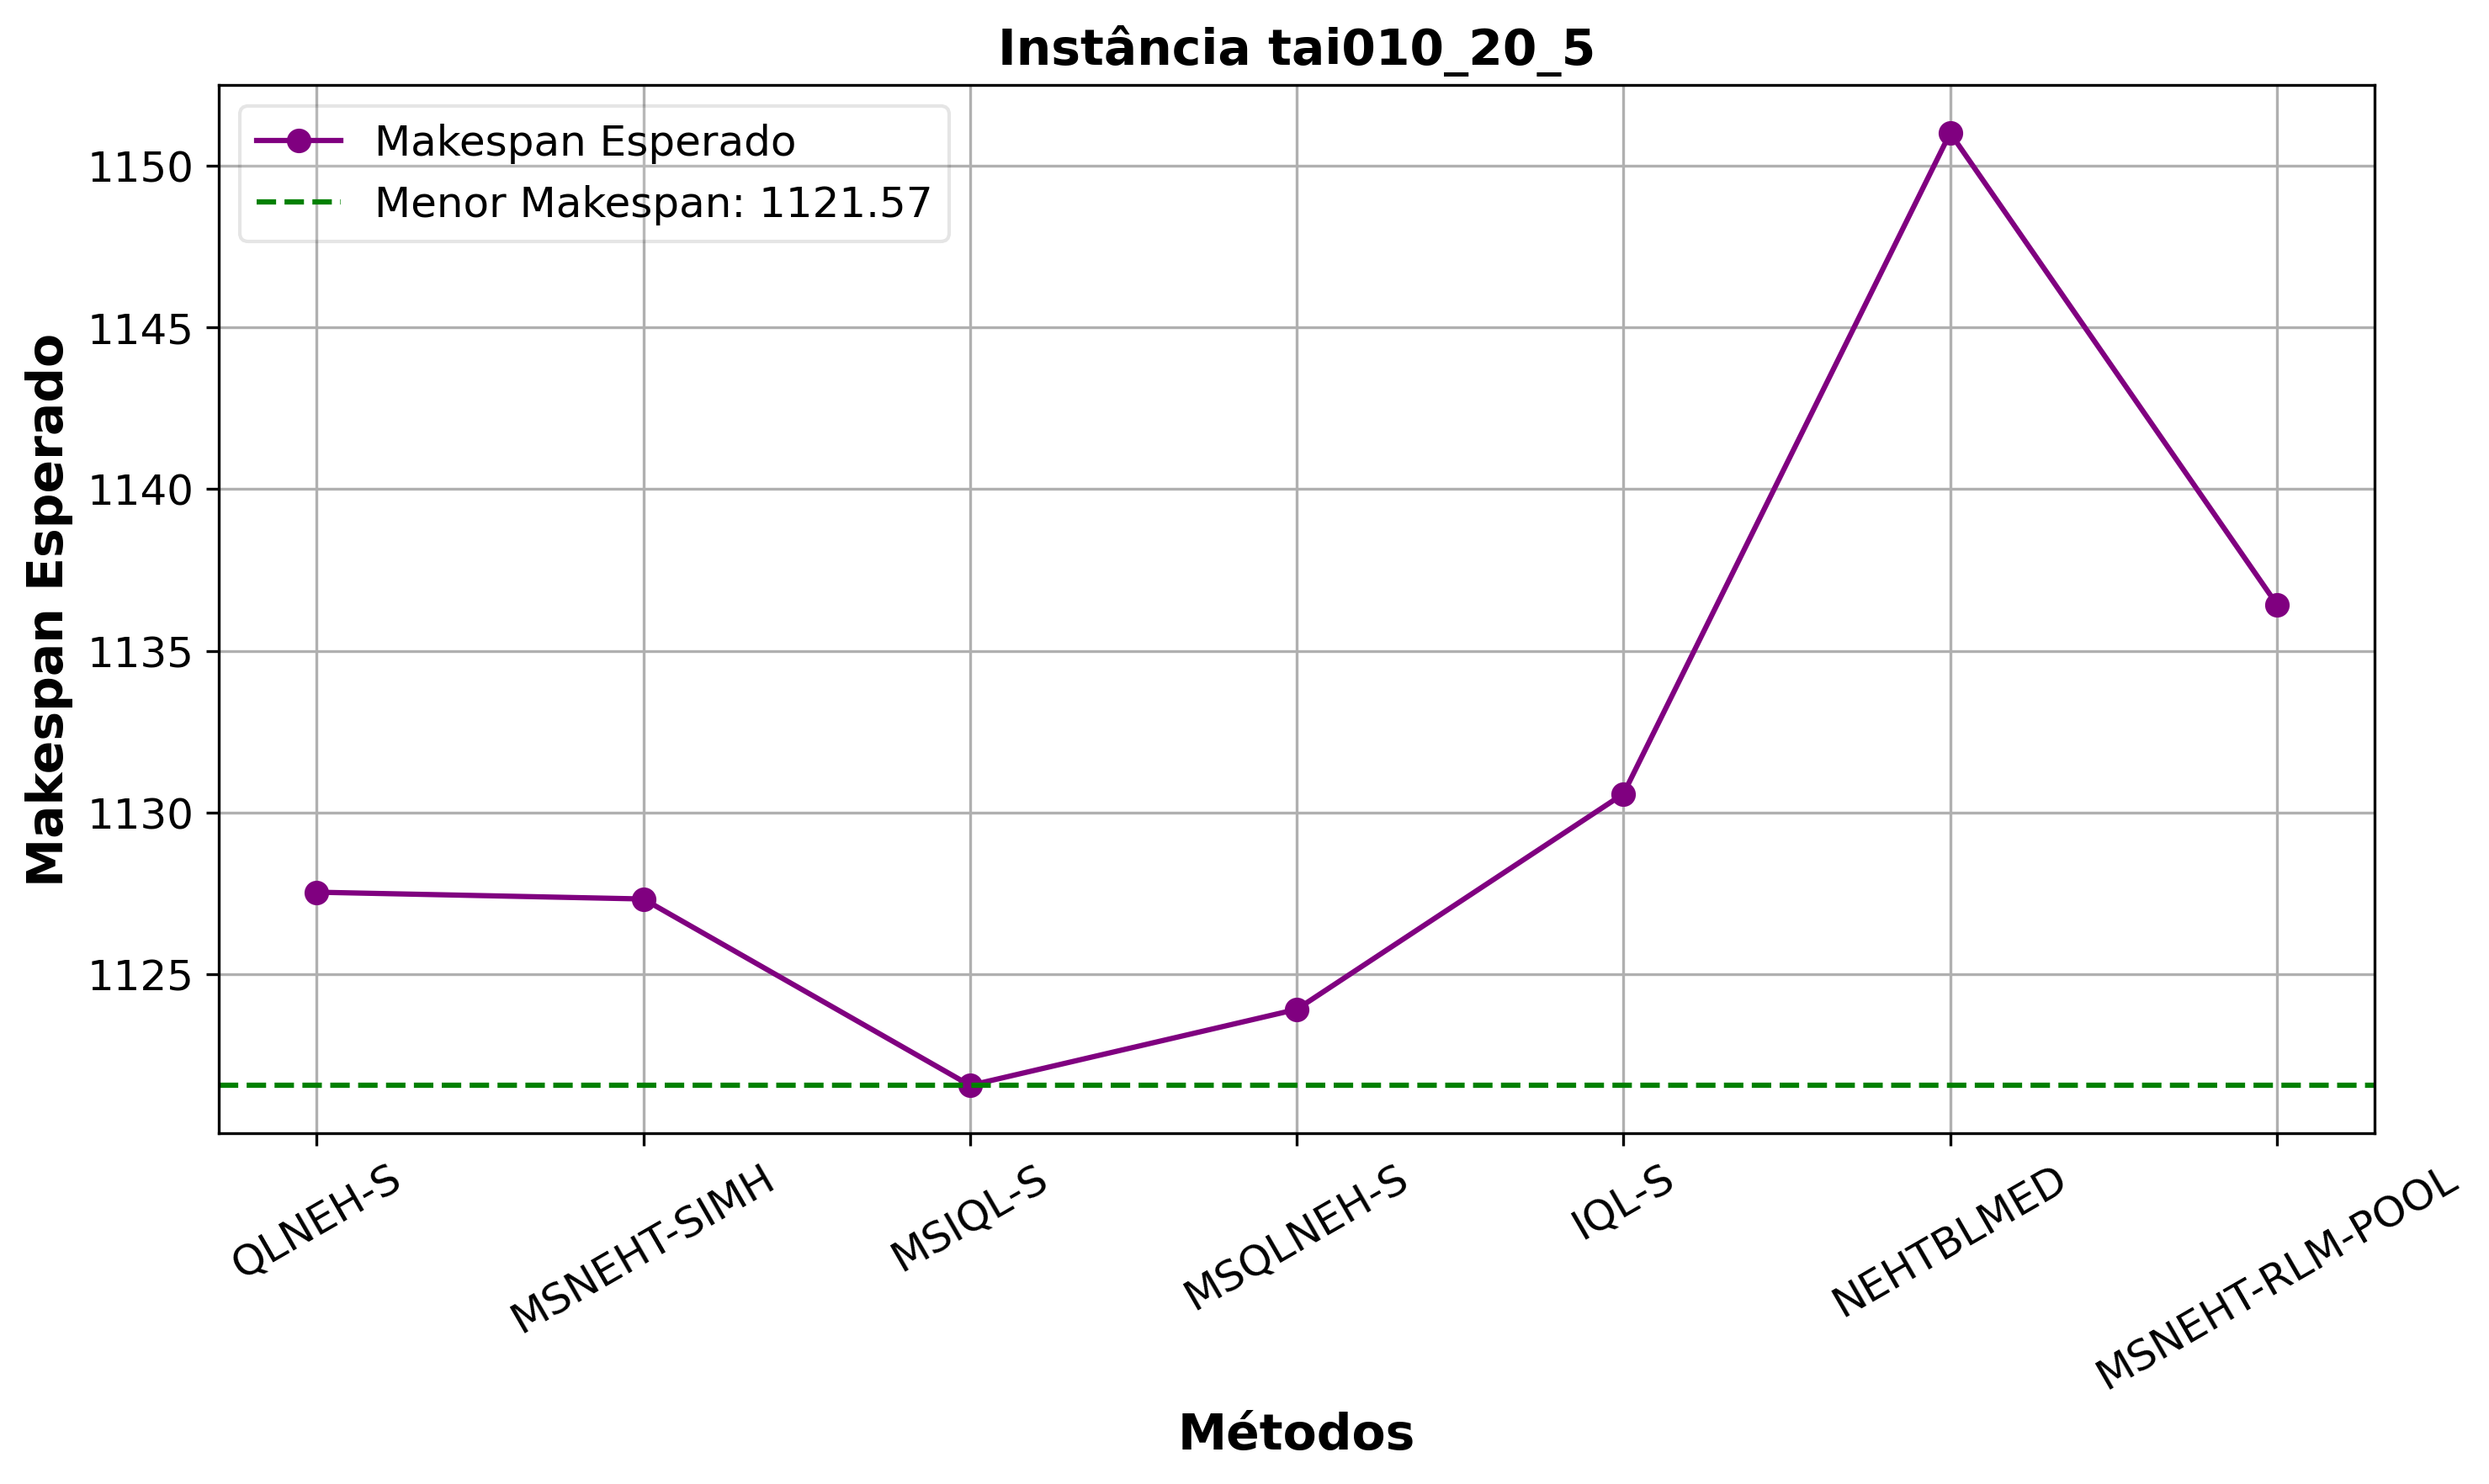 Instância tai010_20_5
Makespan Esperado
Menor Makespan: 1121.57
Makespan Esperado
1150
1145
1140
1135
1130
1125
QLNEH-S
MSNEHT-SIMH
MSIQL-S
MSQLNEH-S
IQL-S
NEHTBLMED
MSNEHT-RLM-POOL
Métodos